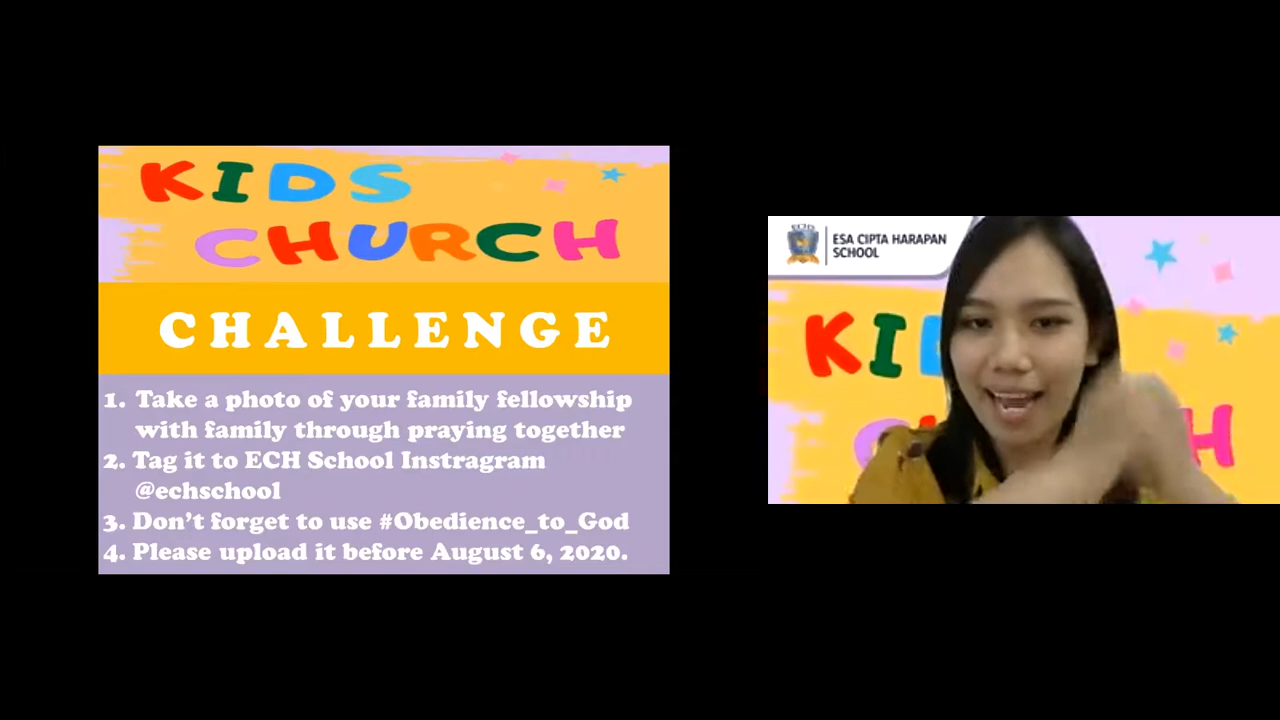 KIDS
CHURCH
CHALLENGE
1. Take a photo of your family fellowship
with family through praying together
2. Tag it to ECH School Instragram
@echschool
3. Don't forget to use #Obedience_to_God
4. Please upload it before August 6, 2020.
ESA CIPTA HARAPAN
SCHOOL
KI
H